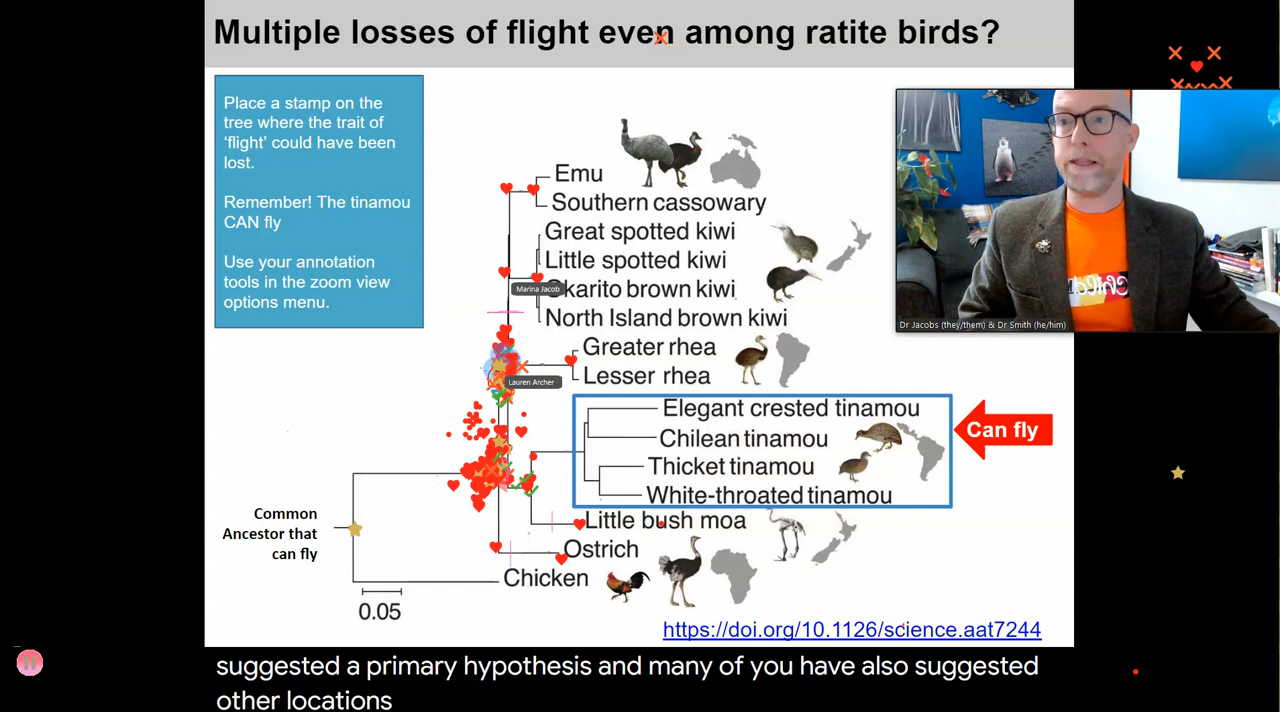 Multiple losses of flight even among ratite birds?
Place a stamp on the
tree where the trait of
‘flight’ could have been
lost.
Remember! The tinamou
CAN fly
Use your annotation
tools in the zoom view
options menu.
Emu
Southern cassowary
Great spotted kiwi
Little spotted kiwi
Marina Jacob
Okarito brown kiwi
North Island brown kiwi
Greater rhea
Lesser rhea
Lauren Archer
Elegant crested tinamou
Chilean tinamou
Thicket tinamou
White-throated tinamou
Can fly
Little bush moa
Ostrich
Chicken
Common
Ancestor that
can fly
0.05
https://doi.org/10.1126/science.aat7244
Dr Jacobs (they/them) & Dr Smith (he/him)
suggested a primary hypothesis and many of you have also suggested
other locations